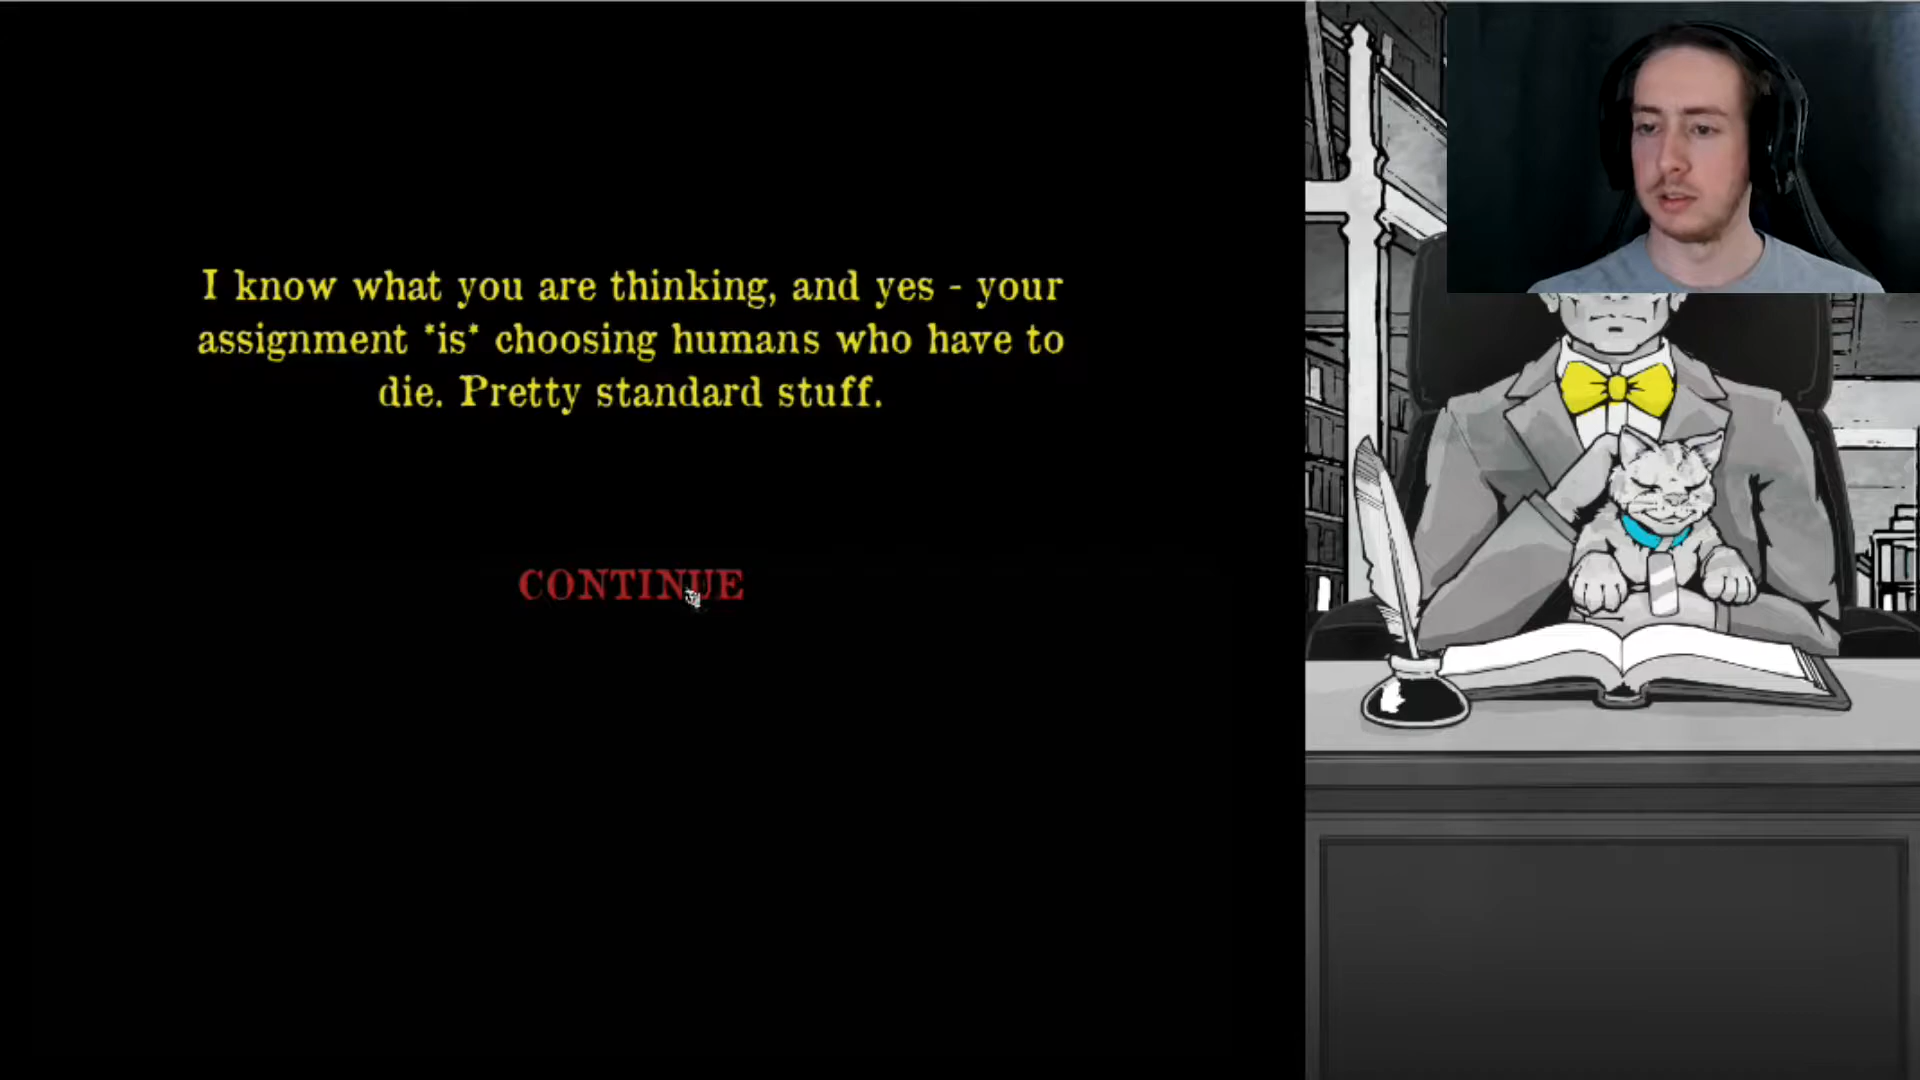 I know what you are thinking, and yes - your
assignment *is* choosing humans who have to
die. Pretty standard stuff.
CONTINUE